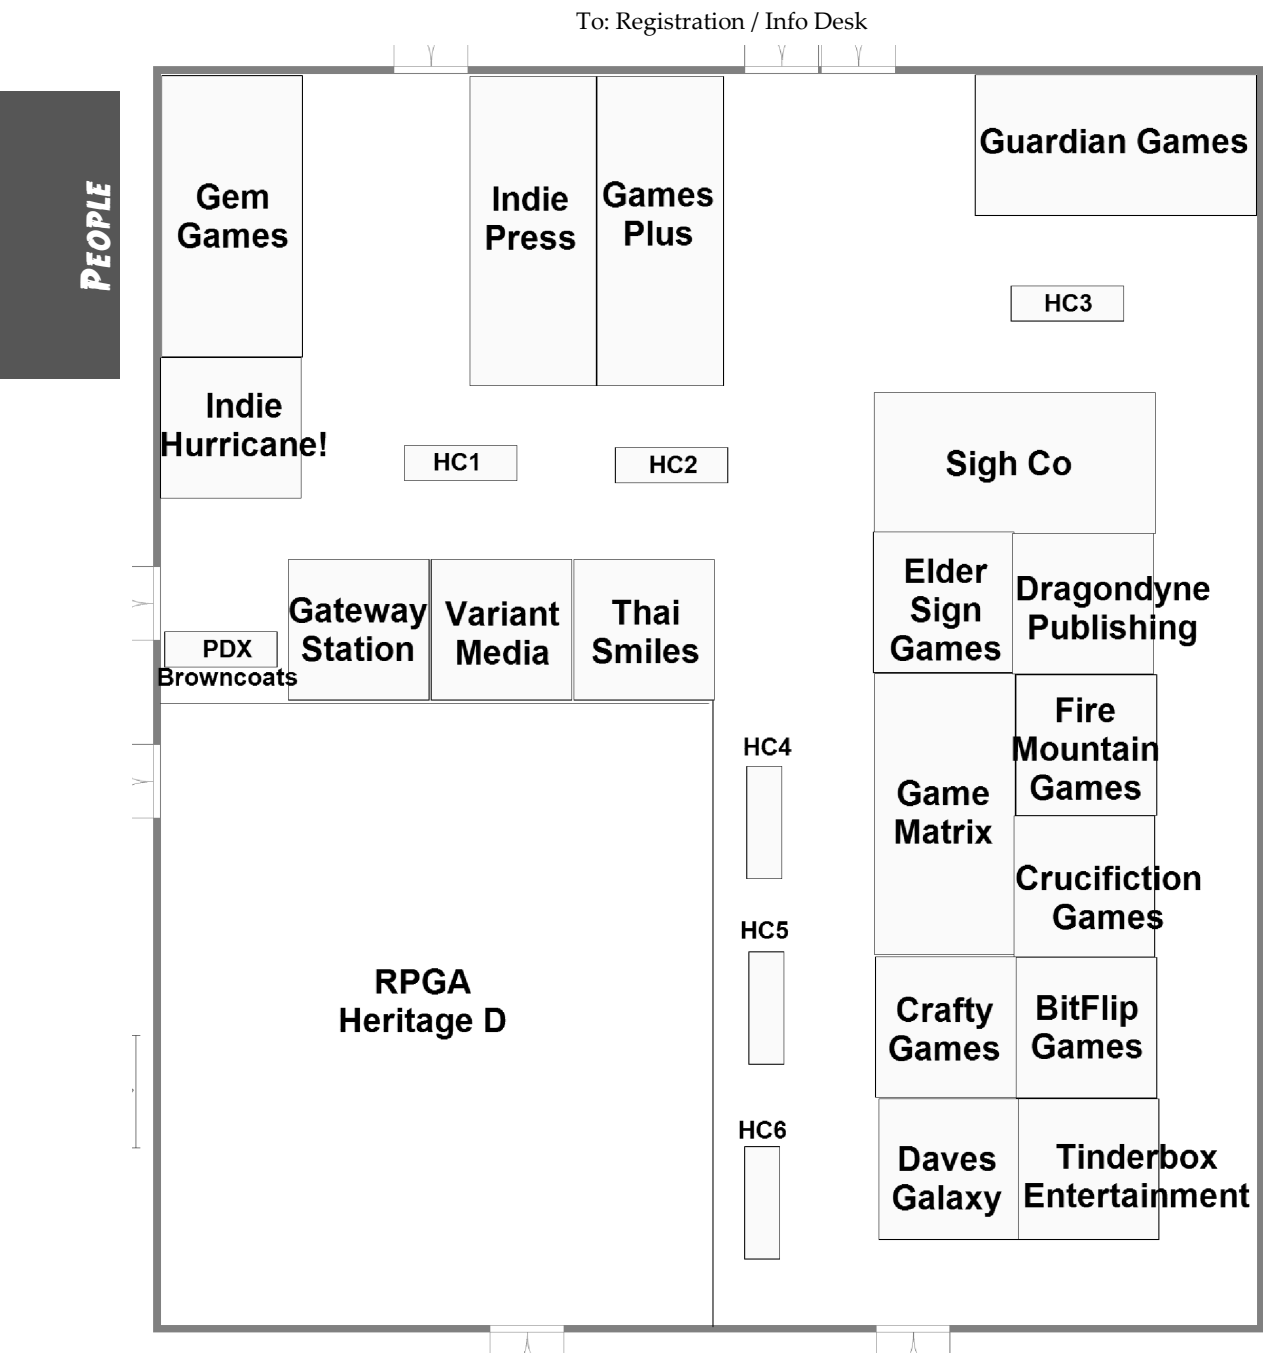 To: Registration / Info Desk
PEOPLE
Gem
Games
Indie
Press
Games
Plus
Guardian Games
HC3
Indie
Hurricane!
HC1
HC2
Sigh Co
Gateway
Station
Variant
Media
Thai
Smiles
Elder
Sign
Games
Dragondyne
Publishing
PDX
Browncoats
Fire
Mountain
Games
HC4
Game
Matrix
Crucifiction
Games
HC5
RPGA
Heritage D
Crafty
Games
BitFlip
Games
HC6
Daves
Galaxy
Tinderbox
Entertainment